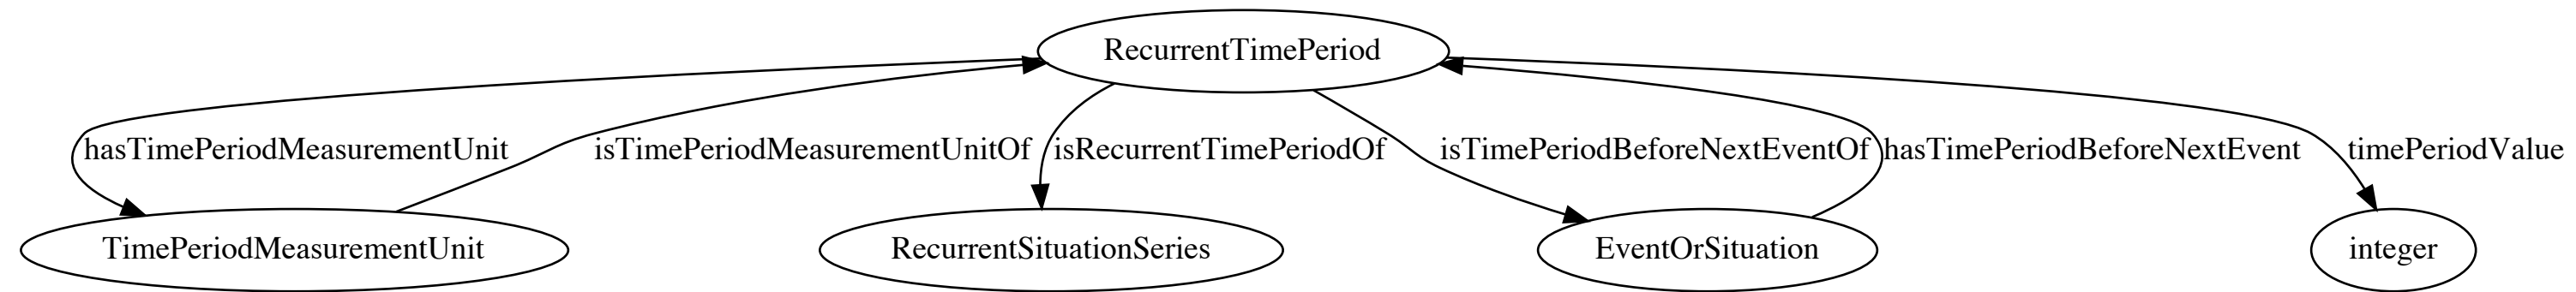 RecurrentTimePeriod
hasTimePeriodMeasurementUnit
isTimePeriodMeasurementUnitOf
isRecurrentTimePeriodOf
isTimePeriodBeforeNextEventOf
hasTimePeriodBeforeNextEvent
timePeriodValue
TimePeriodMeasurementUnit
RecurrentSituationSeries
EventOrSituation
integer